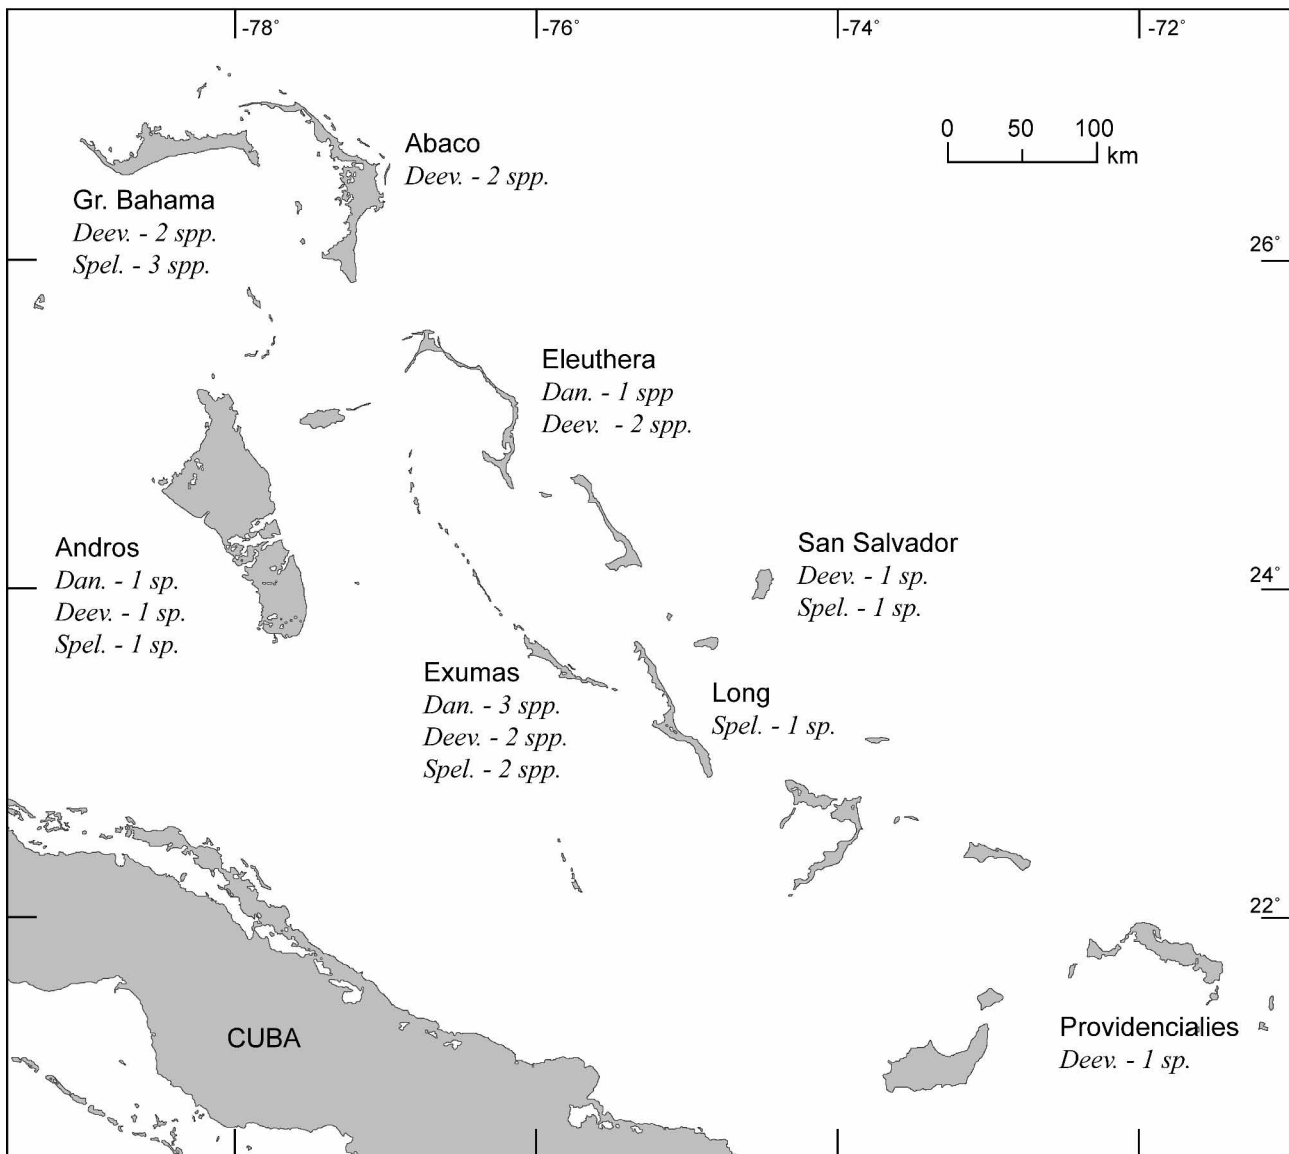 -78°
-76°
-74°
-72°
0 50 100
km
Abaco
Deev. - 2 spp.
Gr. Bahama
Deev. - 2 spp.
Spel. - 3 spp.
26°
Eleuthera
Dan. - 1 spp
Deev. - 2 spp.
Andros
Dan. - 1 sp.
Deev. - 1 sp.
Spel. - 1 sp.
San Salvador
Deev. - 1 sp.
Spel. - 1 sp.
24°
Exumas
Dan. - 3 spp.
Deev. - 2 spp.
Spel. - 2 spp.
Long
Spel. - 1 sp.
22°
CUBA
Providencialies
Deev. - 1 sp.